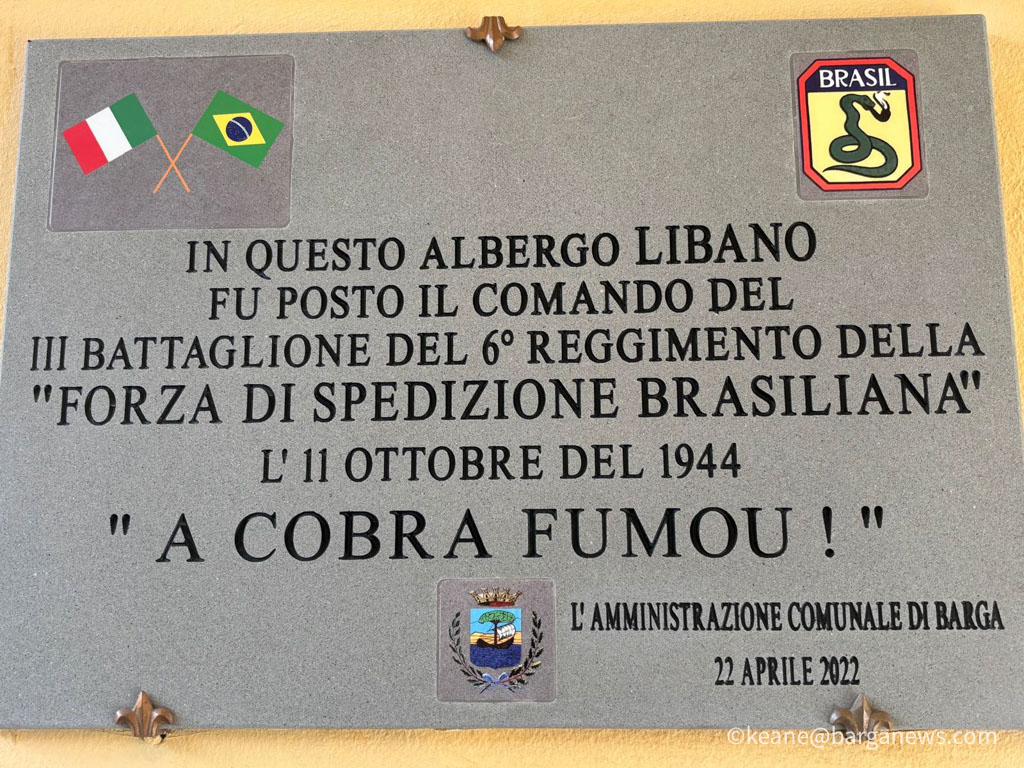 BRASIL
IN QUESTO ALBERGO LIBANO
FU POSTO IL COMANDO DEL
III BATTAGLIONE DEL 6° REGGIMENTO DELLA
"FORZA DI SPEDIZIONE BRASILIANA"
L' 11 OTTOBRE DEL 1944
" A COBRA FUMOU ! "
L' AMMINISTRAZIONE COMUNALE DI BARGA
22 APRILE 2022
©keane@barganews.com